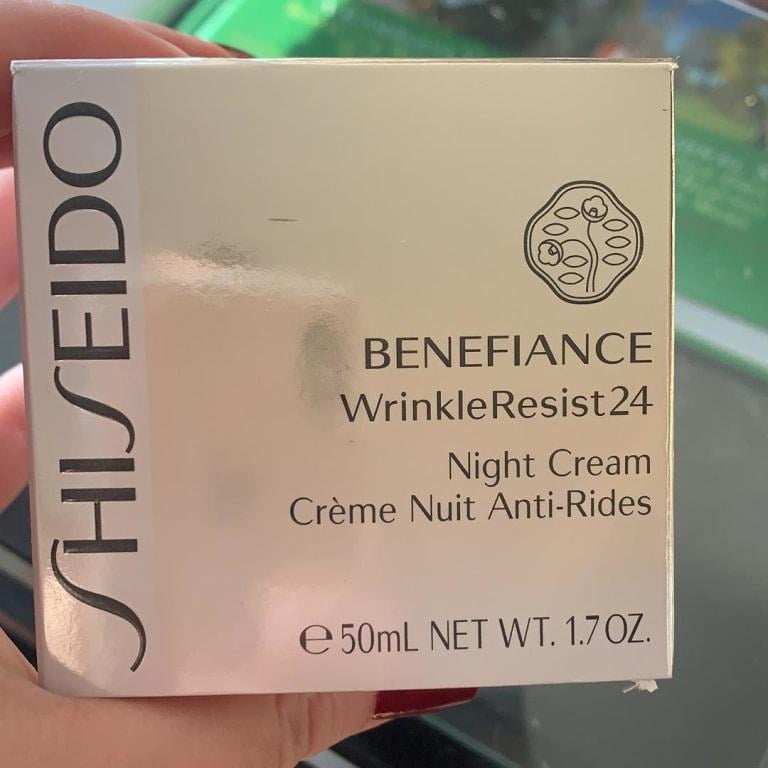 SHISEIDO
BENEFIANCE
WrinkleResist24
Night Cream
Crème Nuit Anti-Rides
℮ 50mL NET WT. 1.7 OZ.